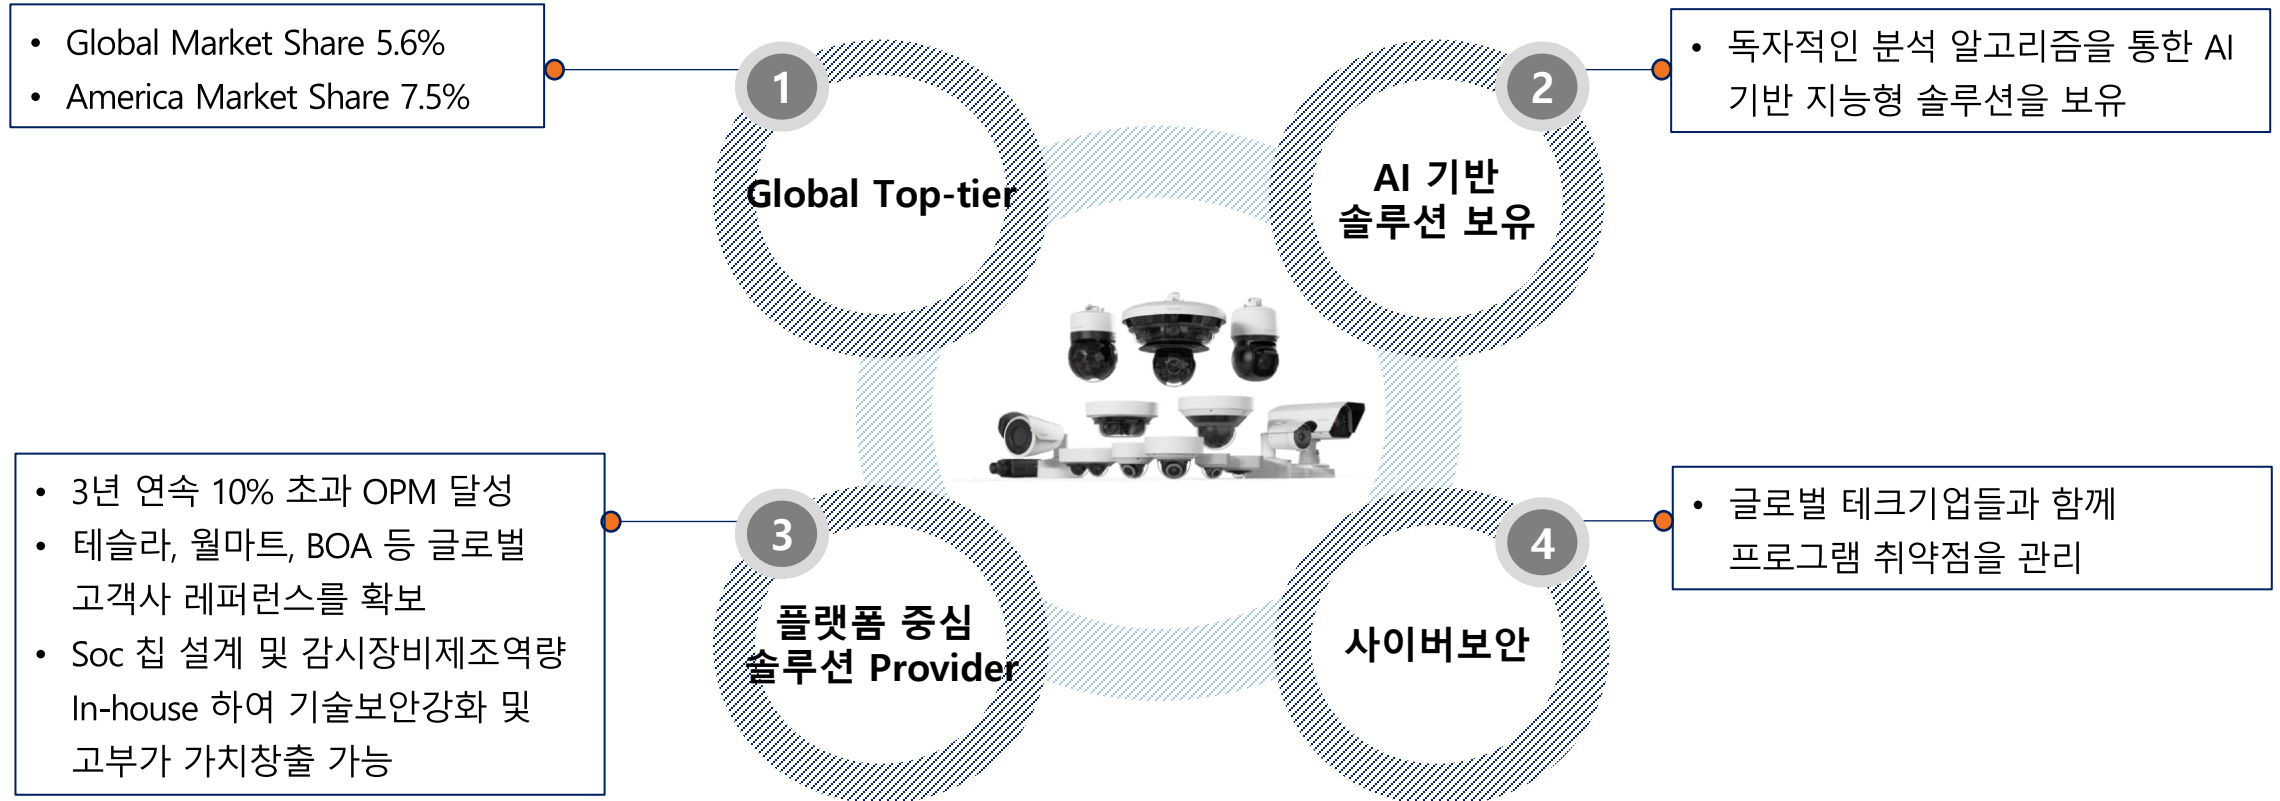 • Global Market Share 5.6%
• America Market Share 7.5%
1
Global Top-tier
2
AI 기반
솔루션 보유
• 독자적인 분석 알고리즘을 통한 AI
기반 지능형 솔루션을 보유
• 3년 연속 10% 초과 OPM 달성
• 테슬라, 월마트, BOA 등 글로벌
고객사 레퍼런스를 확보
• Soc 칩 설계 및 감시장비제조역량
In-house 하여 기술보안강화 및
고부가 가치창출 가능
3
플랫폼 중심
솔루션 Provider
4
사이버보안
• 글로벌 테크기업들과 함께
프로그램 취약점을 관리